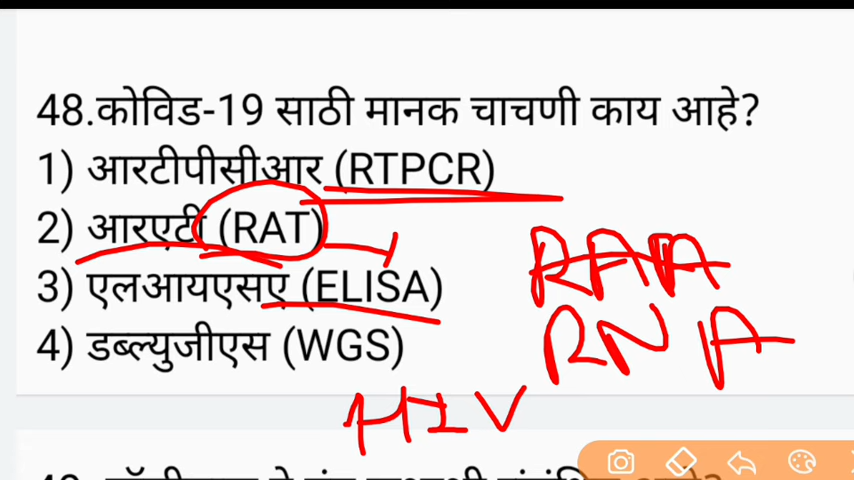 48.कोविड-19 साठी मानक चाचणी काय आहे?
1) आरटीपीसीआर (RTPCR)
2) आरएटी (RAT)
3) एलआयएसए (ELISA)
4) डब्ल्युजीएस (WGS)
RNA
HIV